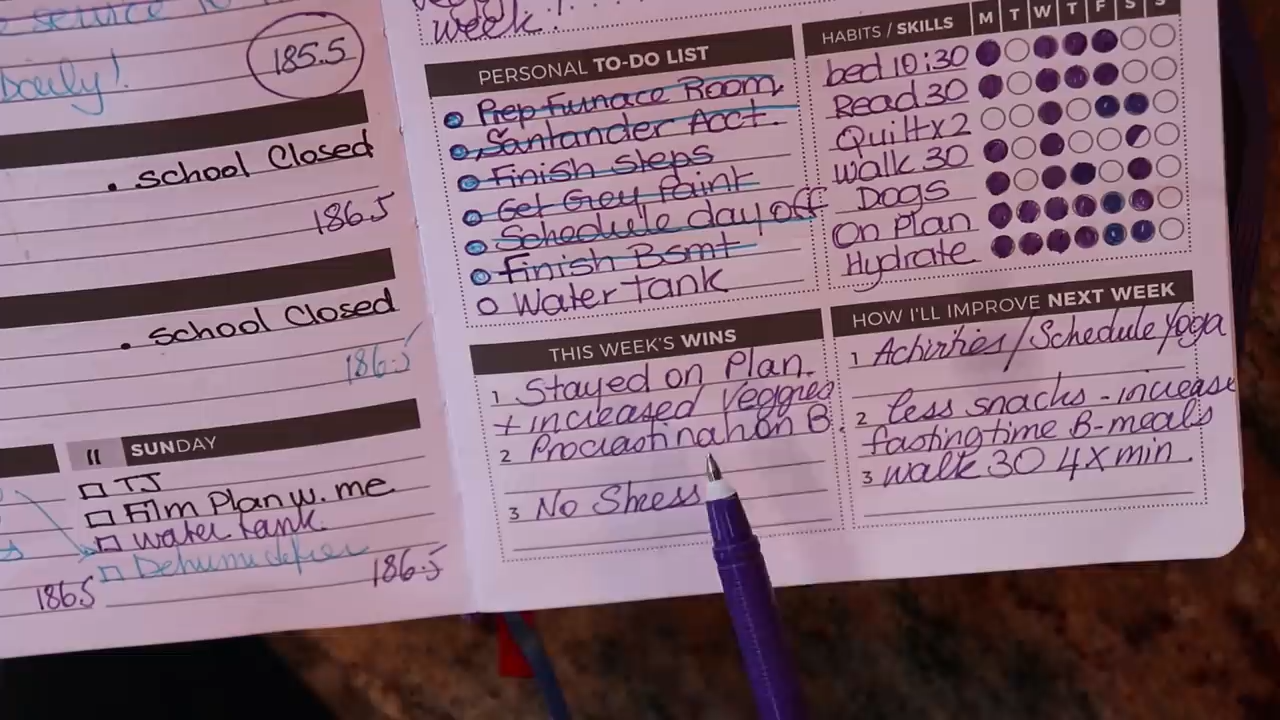 service to
Daily!
185.5
. School Closed
186.5
. School Closed
186.5
11 SUNDAY
TJ
Film Plan w. me
water tank.
Dehumidifier
186.5
186.5
week!
PERSONAL TO-DO LIST
Prep Furnace Room
Santander Acct.
Finish Steps
Get Grey Paint
Schedule day off
Finish Bsmt
Water tank
HABITS / SKILLS M T W T F S S
bed 10:30
Read 30
Quilt x2
Walk 30
Dogs
On Plan
Hydrate
THIS WEEK'S WINS
1 Stayed on Plan.
+ increased Veggies
2 Procrastination B.
3 No Stress
HOW I'LL IMPROVE NEXT WEEK
1 Activities/Schedule Yoga
2 less snacks - increase
fasting time B-meals
3 walk 30 4x min.